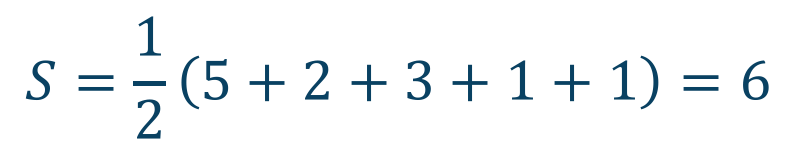 S = 1/2 (5 + 2 + 3 + 1 + 1) = 6